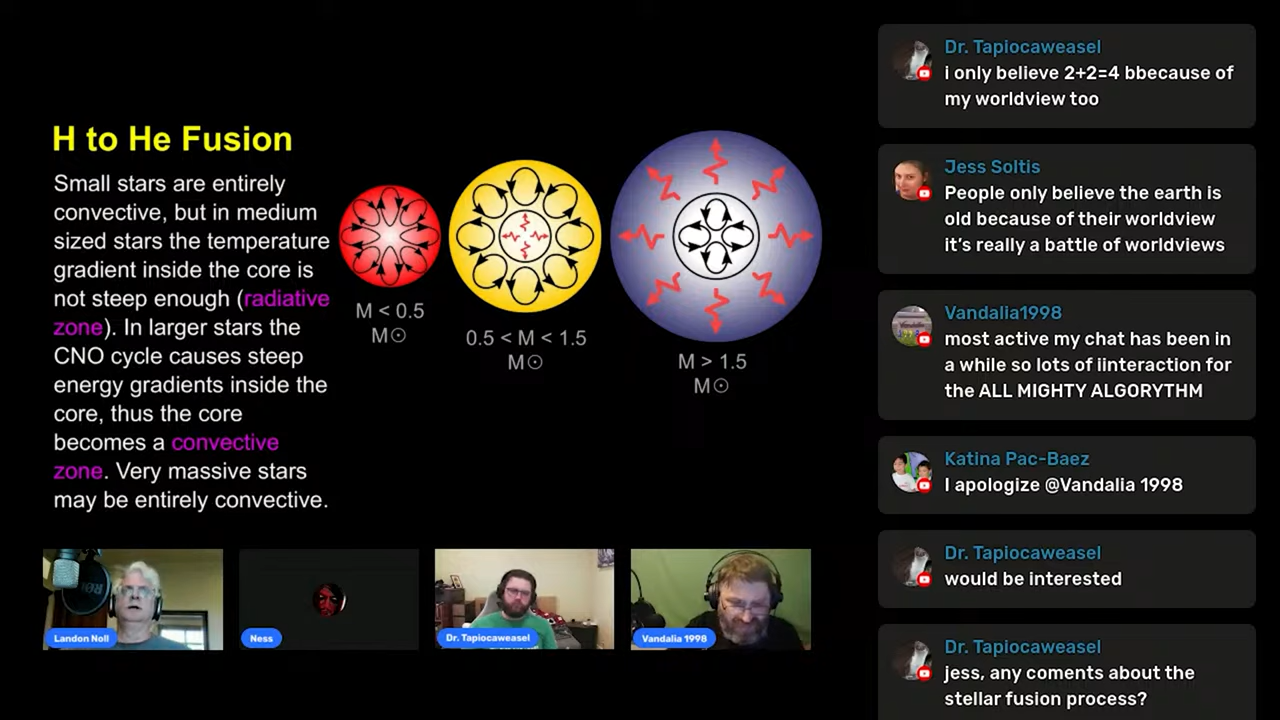 H to He Fusion
Small stars are entirely
convective, but in medium
sized stars the temperature
gradient inside the core is
not steep enough (radiative
zone). In larger stars the
CNO cycle causes steep
energy gradients inside the
core, thus the core
becomes a convective
zone. Very massive stars
may be entirely convective.
M < 0.5
M☉
0.5 < M < 1.5
M☉
M > 1.5
M☉
Landon Noll
Ness
Dr. Tapiocaweasel
Vandalia 1998
Dr. Tapiocaweasel
i only believe 2+2=4 bbecause of
my worldview too
Jess Soltis
People only believe the earth is
old because of their worldview
it's really a battle of worldviews
Vandalia1998
most active my chat has been in
a while so lots of iinteraction for
the ALL MIGHTY ALGORYTHM
Katina Pac-Baez
I apologize @Vandalia 1998
Dr. Tapiocaweasel
would be interested
Dr. Tapiocaweasel
jess, any coments about the
stellar fusion process?